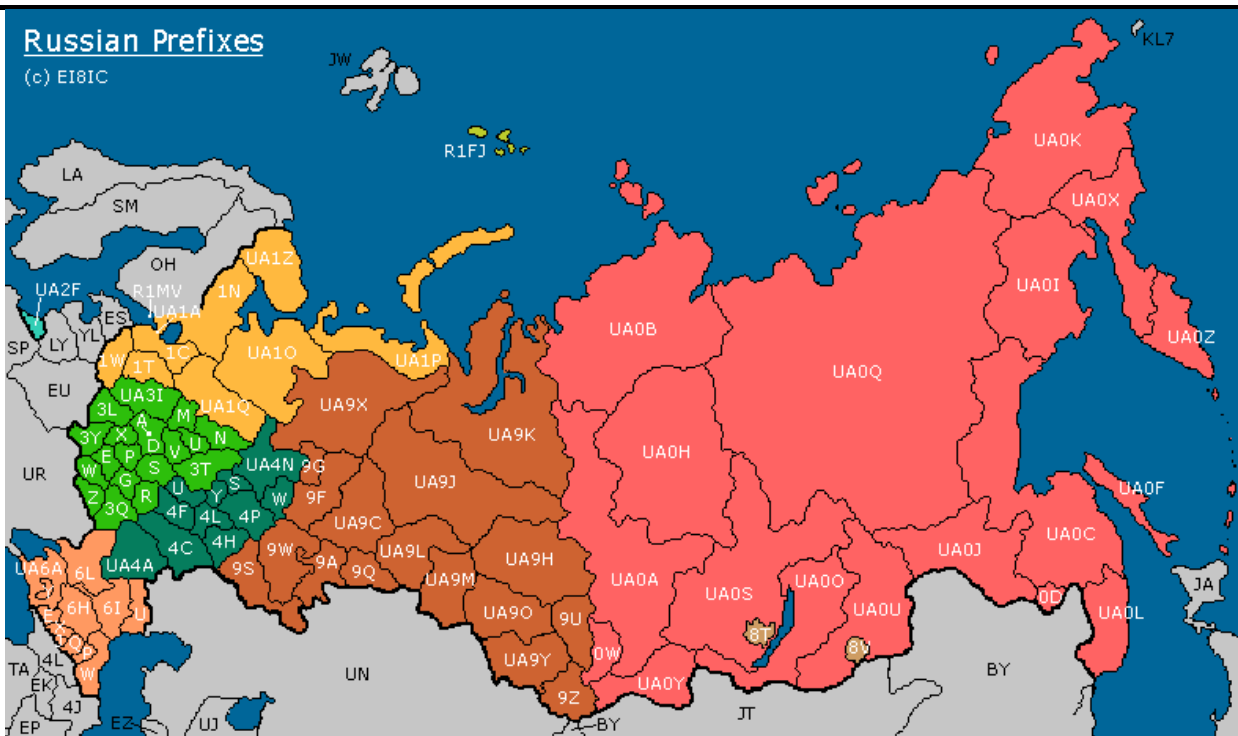 Russian Prefixes
(c) EI8IC
KL7
JW
R1FJ
UA0K
LA
UA0X
SM
OH
UA1Z
UA0I
UA2F
R1MV
1N
UA1A
ES
UA0B
UA0Z
SP
LY
YL
1W
1C
UA1O
UA1P
1T
UA0Q
EU
UA3I
UA9X
3L
M
UA1Q
A
3Y
X
D
V
U
N
UA9K
UA0H
E
P
W
S
3T
UA4N
9G
UR
G
U
S
UA9J
Z
R
Y
W
9F
UA0F
3Q
4F
4L
4P
UA9C
UA0C
4C
4H
9W
9A
UA9L
UA9H
UA0J
UA6A
6L
UA4A
9S
9Q
UA9M
UA0A
UA0S
UA0O
JA
Y
0D
6H
6I
U
UA9O
9U
UA0U
UA0L
E
X
8T
Q
P
0W
8V
TA
4L
W
UN
UA9Y
UA0Y
BY
EK
4J
9Z
JT
EP
EZ
UJ
BY